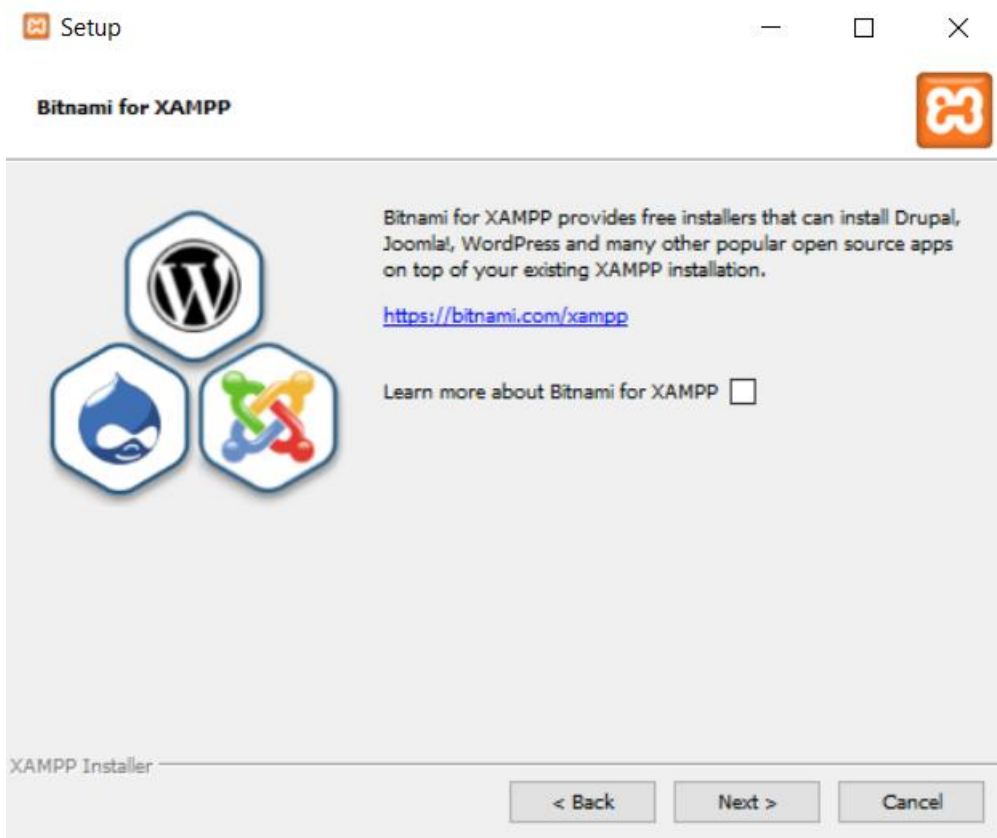 Setup
Bitnami for XAMPP
Bitnami for XAMPP provides free installers that can install Drupal,
Joomla!, WordPress and many other popular open source apps
on top of your existing XAMPP installation.
https://bitnami.com/xampp
Learn more about Bitnami for XAMPP
XAMPP Installer
< Back
Next >
Cancel